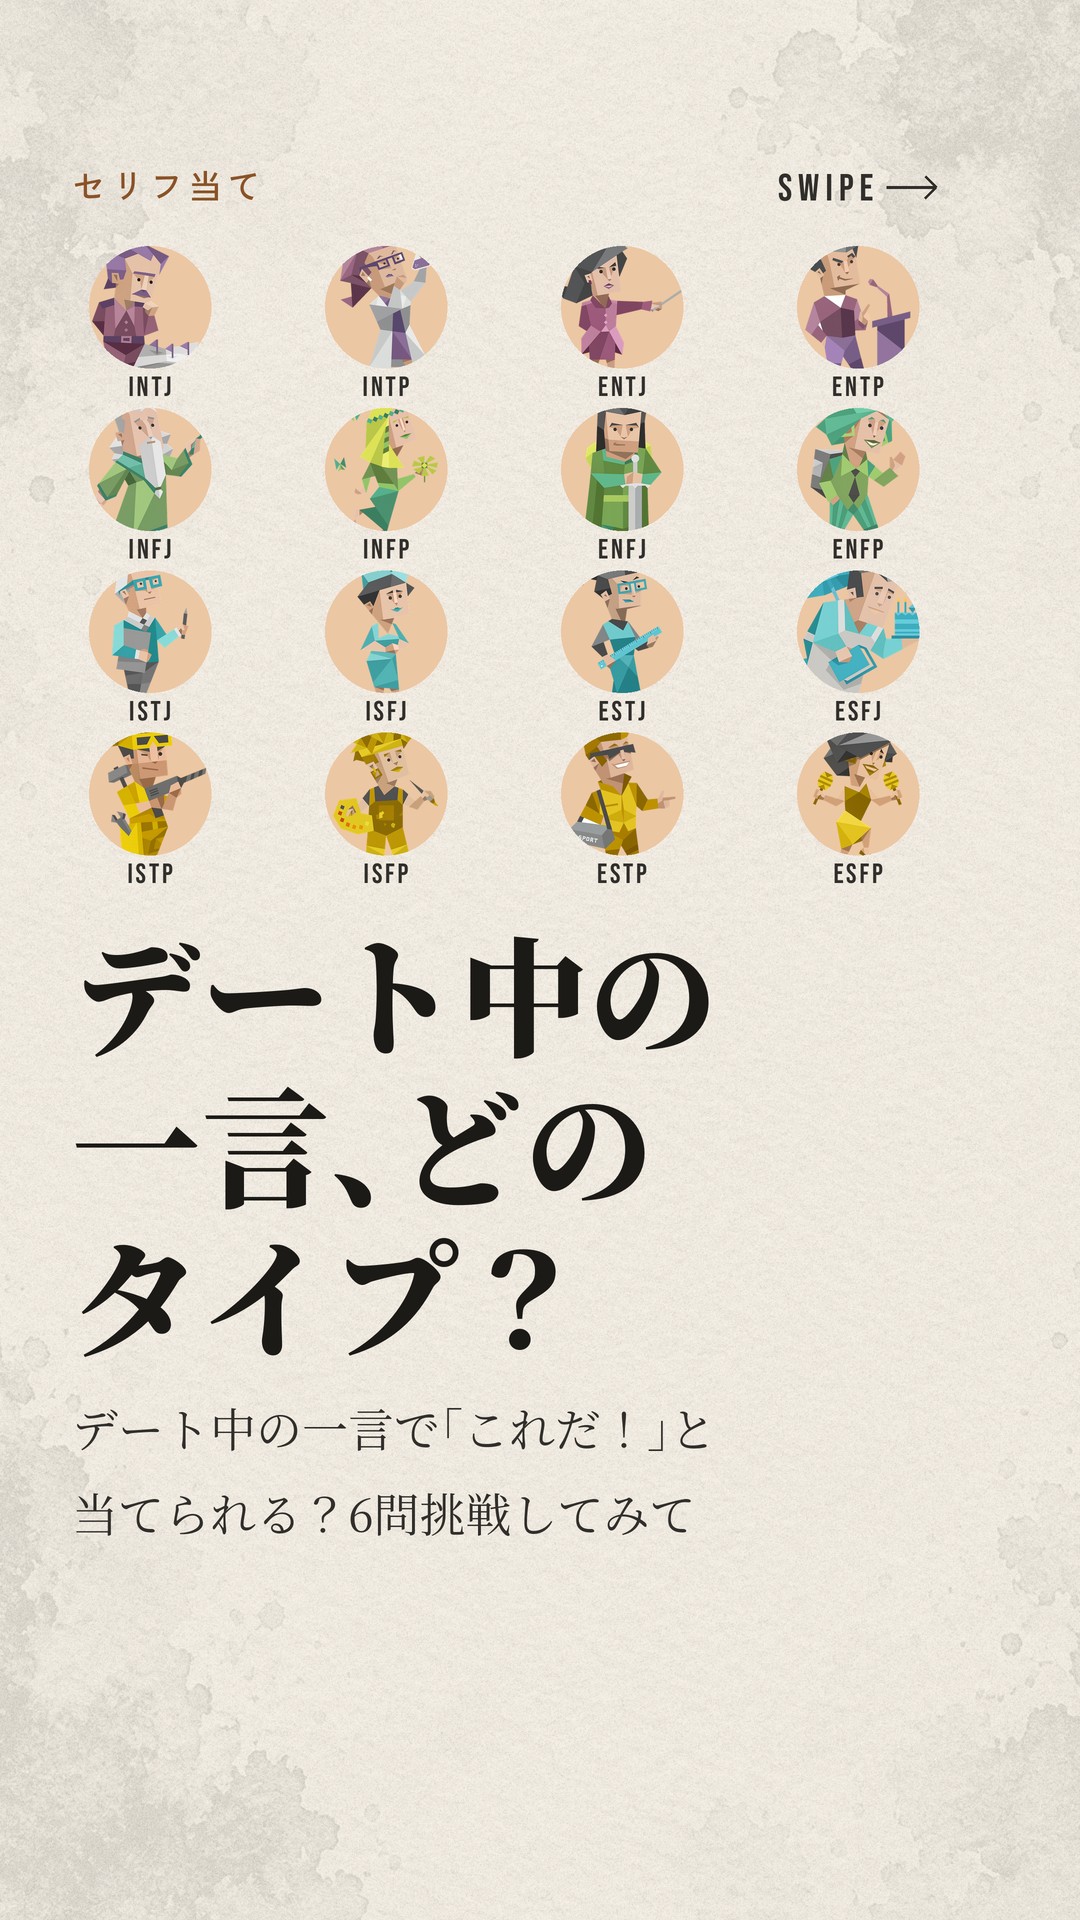 セリフ当て
SWIPE →
INTJ INTP ENTJ ENTP
INFJ INFP ENFJ ENFP
ISTJ ISFJ ESTJ ESFJ
SPORT
ISTP ISFP ESTP ESFP
デート中の
一言、どの
タイプ？
デート中の一言で「これだ！」と
当てられる？6問挑戦してみて